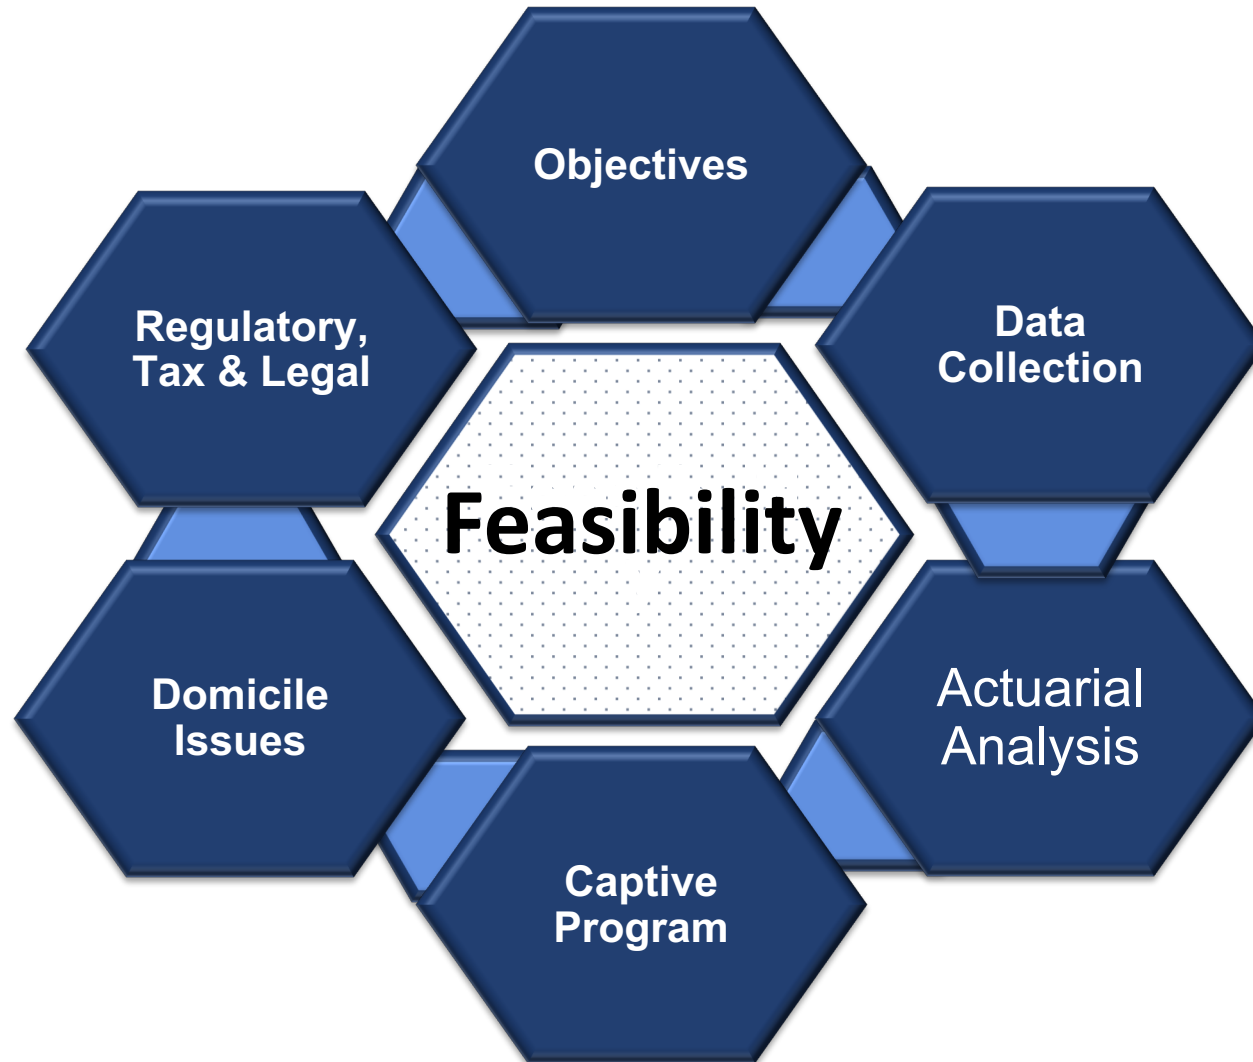 Objectives
Data
Collection
Actuarial
Analysis
Captive
Program
Domicile
Issues
Regulatory,
Tax & Legal
Feasibility